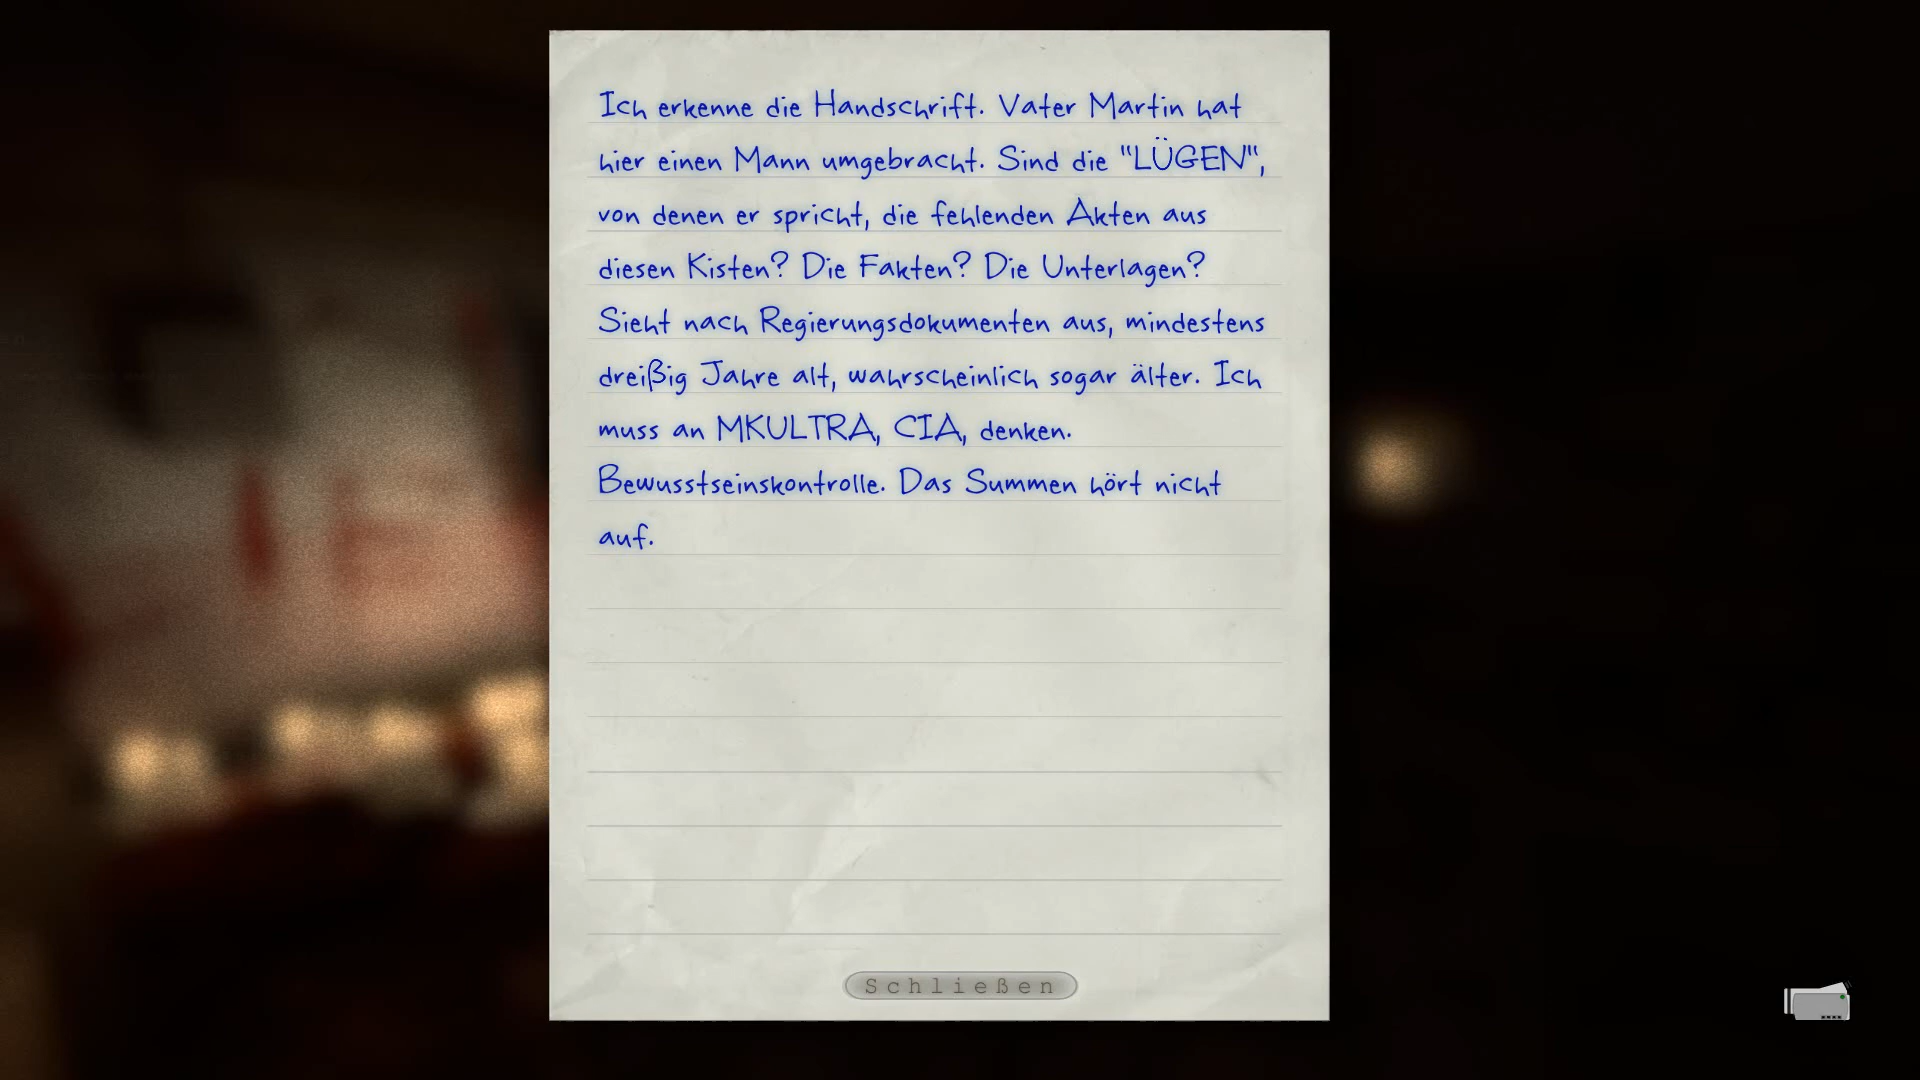 Ich erkenne die Handschrift. Vater Martin hat
hier einen Mann umgebracht. Sind die "LÜGEN",
von denen er spricht, die fehlenden Akten aus
diesen Kisten? Die Fakten? Die Unterlagen?
Sieht nach Regierungsdokumenten aus, mindestens
dreißig Jahre alt, wahrscheinlich sogar älter. Ich
muss an MKULTRA, CIA, denken.
Bewusstseinskontrolle. Das Summen hört nicht
auf.
Schließen